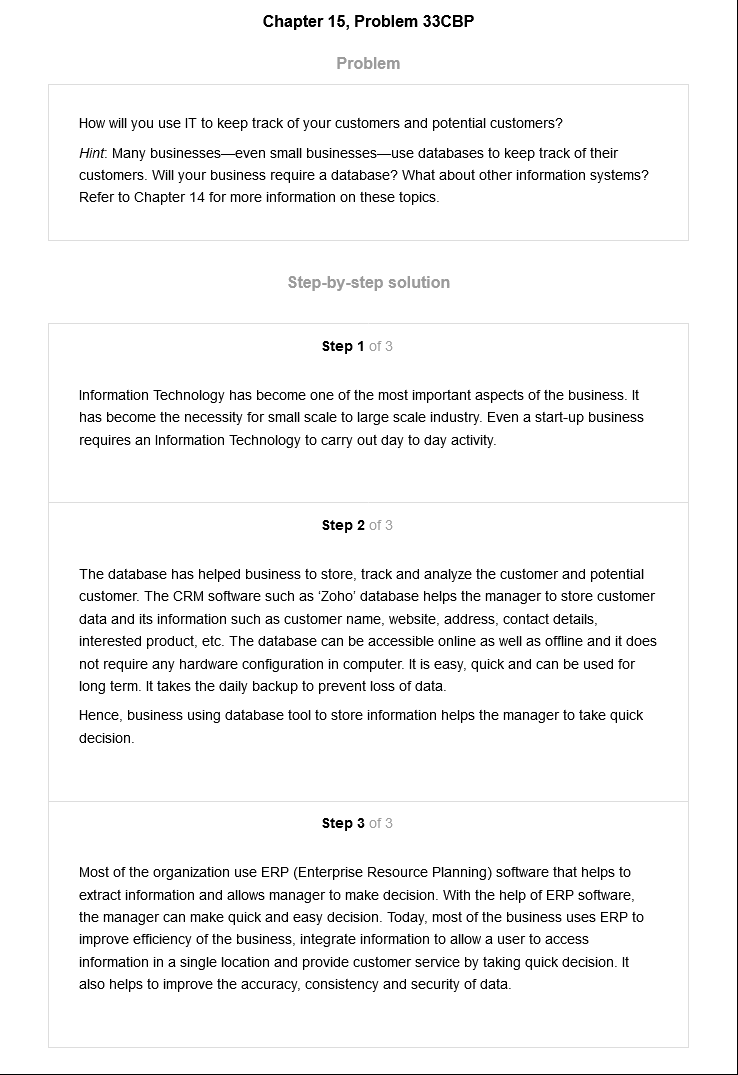 Chapter 15, Problem 33CBP
Problem
How will you use IT to keep track of your customers and potential customers?
Hint: Many businesses—even small businesses—use databases to keep track of their
customers. Will your business require a database? What about other information systems?
Refer to Chapter 14 for more information on these topics.
Step-by-step solution
Step 1 of 3
Information Technology has become one of the most important aspects of the business. It
has become the necessity for small scale to large scale industry. Even a start-up business
requires an Information Technology to carry out day to day activity.
Step 2 of 3
The database has helped business to store, track and analyze the customer and potential
customer. The CRM software such as ‘Zoho’ database helps the manager to store customer
data and its information such as customer name, website, address, contact details,
interested product, etc. The database can be accessible online as well as offline and it does
not require any hardware configuration in computer. It is easy, quick and can be used for
long term. It takes the daily backup to prevent loss of data.
Hence, business using database tool to store information helps the manager to take quick
decision.
Step 3 of 3
Most of the organization use ERP (Enterprise Resource Planning) software that helps to
extract information and allows manager to make decision. With the help of ERP software,
the manager can make quick and easy decision. Today, most of the business uses ERP to
improve efficiency of the business, integrate information to allow a user to access
information in a single location and provide customer service by taking quick decision. It
also helps to improve the accuracy, consistency and security of data.